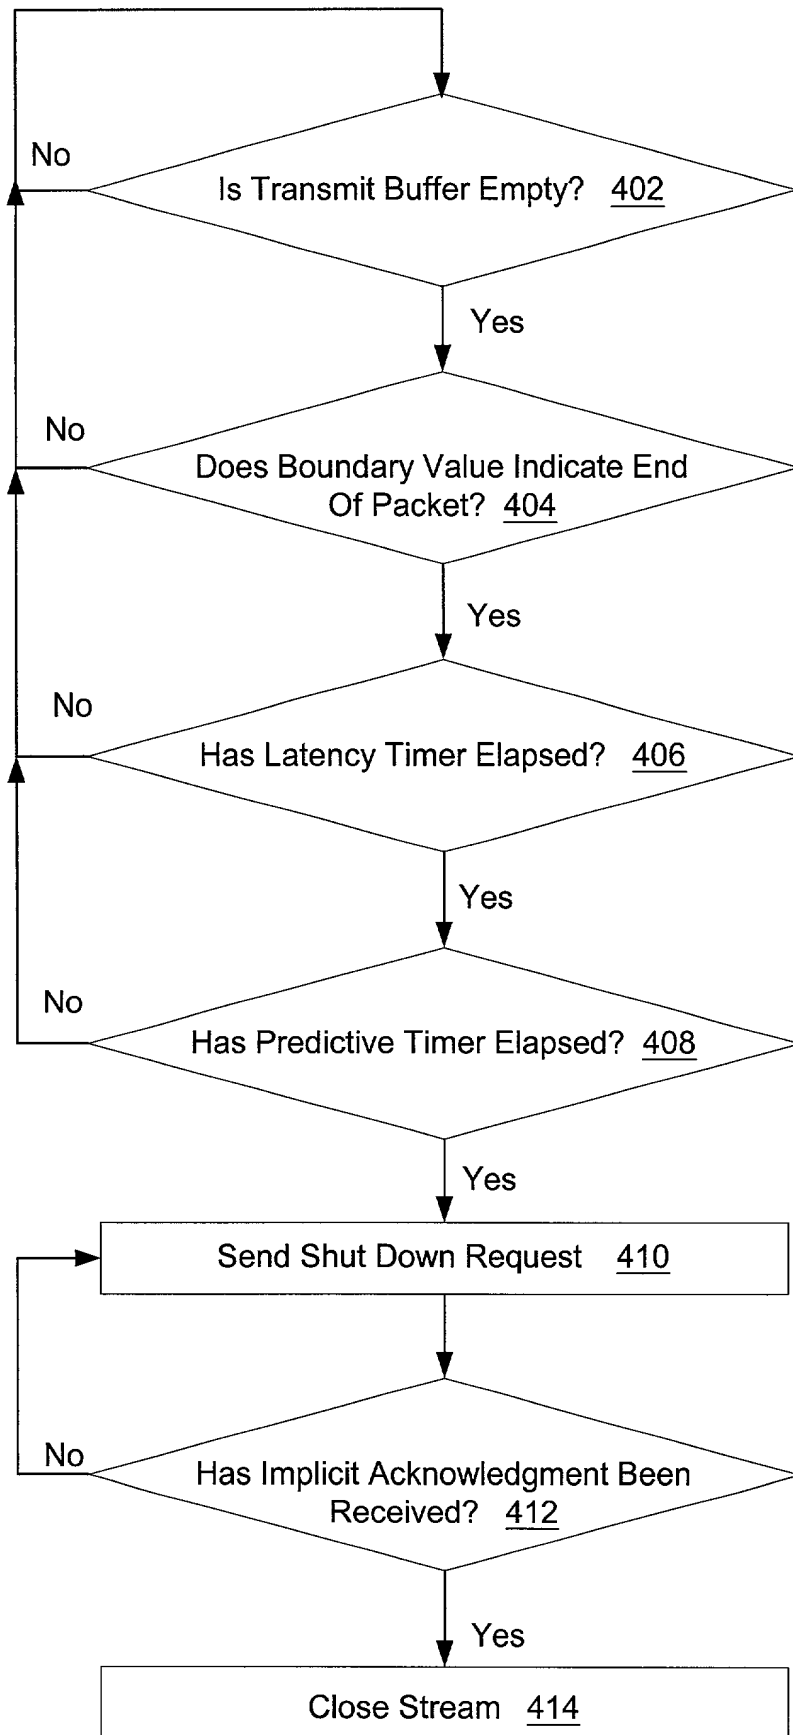 No
Is Transmit Buffer Empty? 402
Yes
No
Does Boundary Value Indicate End
Of Packet? 404
Yes
No
Has Latency Timer Elapsed? 406
Yes
No
Has Predictive Timer Elapsed? 408
Yes
Send Shut Down Request 410
No
Has Implicit Acknowledgment Been
Received? 412
Yes
Close Stream 414